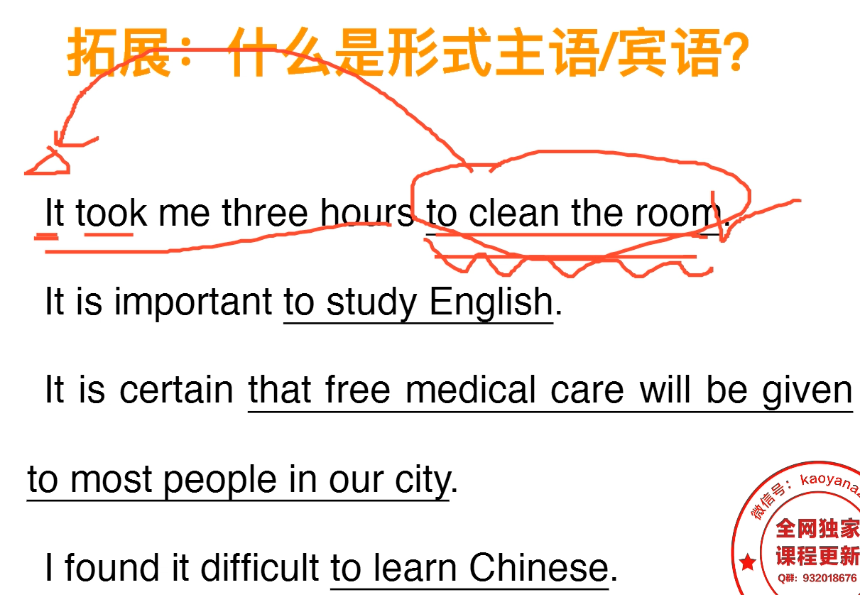 拓展：什么是形式主语/宾语？
It took me three hours to clean the room.
It is important to study English.
It is certain that free medical care will be given
to most people in our city.
I found it difficult to learn Chinese.
微信号：kaoyana
全网独家
课程更新
Q群：932018676